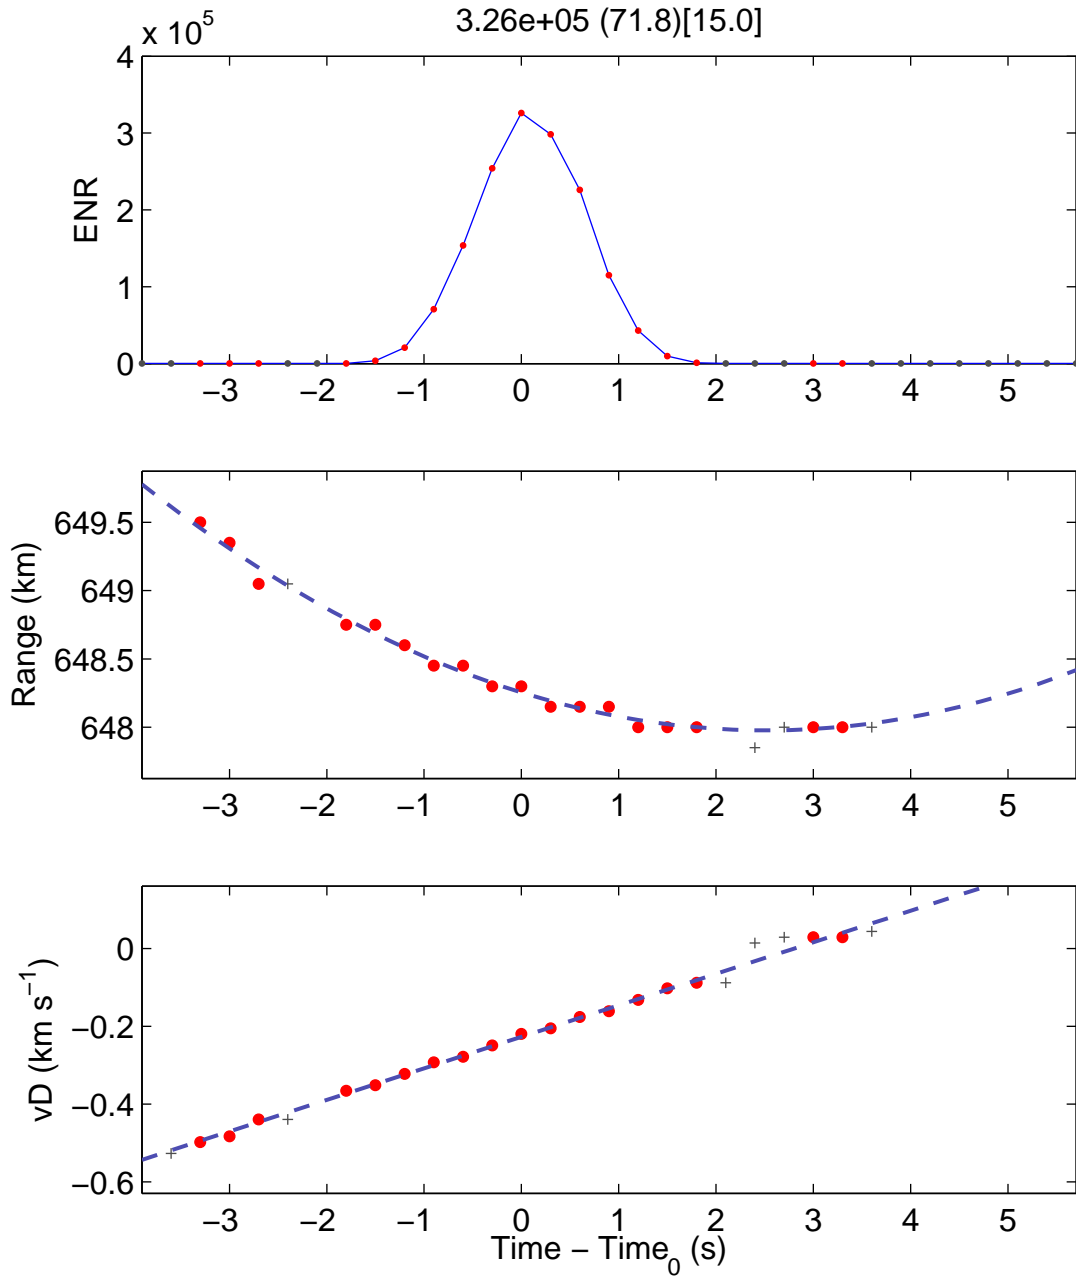 3.26e+05 (71.8)[15.0]
x 10^5
4
3
2
1
0
ENR
−3 −2 −1 0 1 2 3 4 5
649.5
649
648.5
648
Range (km)
−3 −2 −1 0 1 2 3 4 5
0
−0.2
−0.4
−0.6
vD (km s^−1)
−3 −2 −1 0 1 2 3 4 5
Time − Time_0 (s)